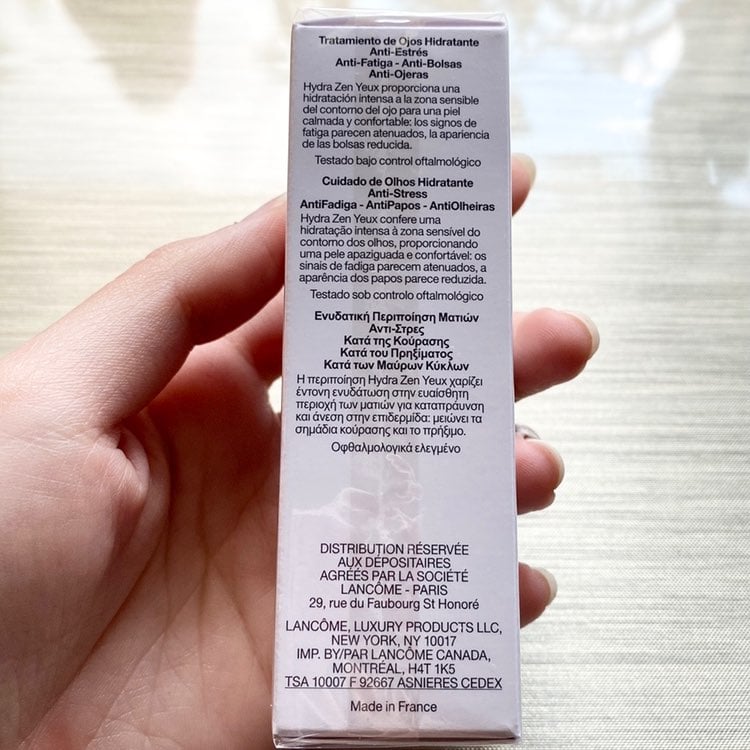 Tratamiento de Ojos Hidratante
Anti-Estrés
Anti-Fatiga - Anti-Bolsas
Anti-Ojeras
Hydra Zen Yeux proporciona una
hidratación intensa a la zona sensible
del contorno del ojo para una piel
calmada y confortable: los signos de
fatiga parecen atenuados, la apariencia
de las bolsas reducida.
Testado bajo control oftalmológico
Cuidado de Olhos Hidratante
Anti-Stress
AntiFadiga - AntiPapos - AntiOlheiras
Hydra Zen Yeux confere uma
hidratação intensa à zona sensível do
contorno dos olhos, proporcionando
uma pele apaziguada e confortável: os
sinais de fadiga parecem atenuados, a
aparência dos papos parece reduzida.
Testado sob controlo oftalmológico
Ενυδατική Περιποίηση Ματιών
Αντι-Στρες
Κατά της Κούρασης
Κατά του Πρηξίματος
Κατά των Μαύρων Κύκλων
Η περιποίηση Hydra Zen Yeux χαρίζει
έντονη ενυδάτωση στην ευαίσθητη
περιοχή των ματιών για καταπράυνση
και άνεση στην επιδερμίδα: μειώνει τα
σημάδια κούρασης και το πρήξιμο.
Οφθαλμολογικά ελεγμένο
DISTRIBUTION RÉSERVÉE
AUX DÉPOSITAIRES
AGRÉÉS PAR LA SOCIÉTÉ
LANCÔME - PARIS
29, rue du Faubourg St Honoré
LANCÔME, LUXURY PRODUCTS LLC,
NEW YORK, NY 10017
IMP. BY/PAR LANCÔME CANADA,
MONTRÉAL, H4T 1K5
TSA 10007 F 92667 ASNIERES CEDEX
Made in France